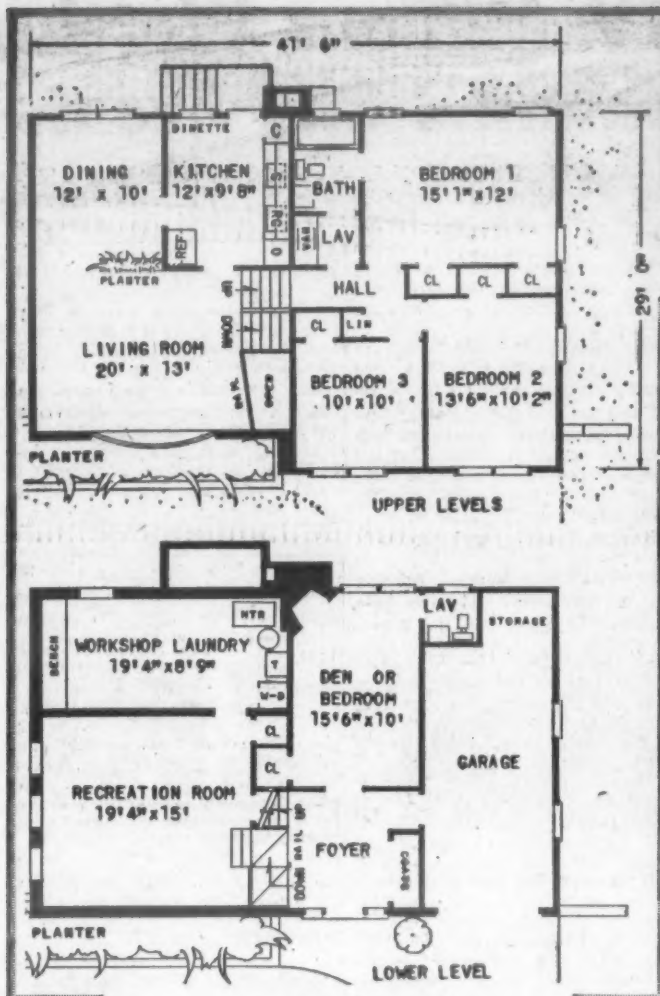 41' 6"
DINETTE
C
DINING
12' X 10'
KITCHEN
12' X 9' 8"
S
BATH
BEDROOM 1
15' 1" X 12'
RG
VAN
LAV
REF
O
PLANTER
HALL
CL
CL
CL
29' 0"
UP
DOWN
CL
LIN
LIVING ROOM
20' X 13'
RAIL
OPEN
BEDROOM 3
10' X 10'
BEDROOM 2
13' 6" X 10' 2"
PLANTER
UPPER LEVELS
HTR
LAV
STORAGE
BENCH
WORKSHOP LAUNDRY
19' 4" X 8' 9"
T
W-D
DEN OR
BEDROOM
15' 6" X 10'
CL
CL
GARAGE
RECREATION ROOM
19' 4" X 15'
UP
RAIL
DOWN
FOYER
COATS
PLANTER
LOWER LEVEL